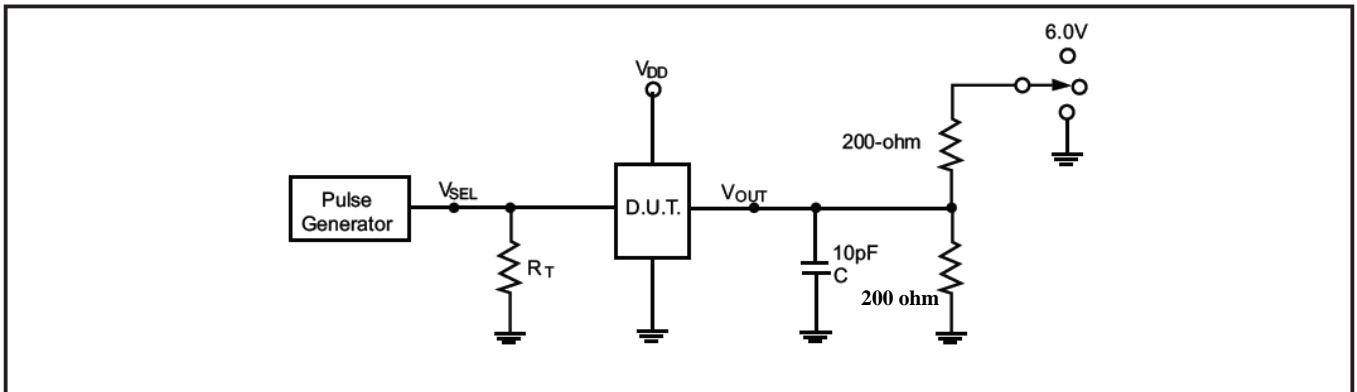 6.0V
VDD
200-ohm
Pulse
Generator
VSEL
D.U.T.
VOUT
RT
10pF
C
200 ohm